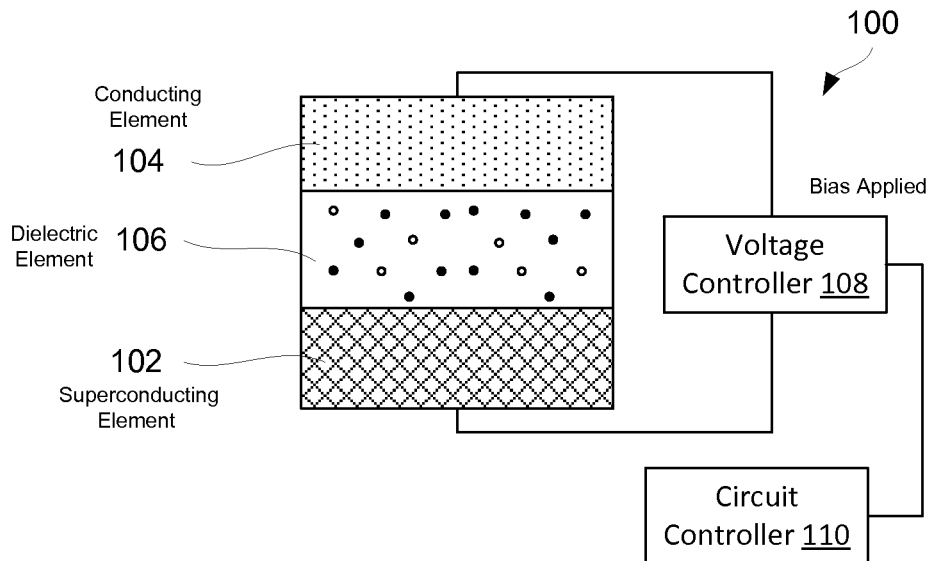 100
Conducting
Element
104
Bias Applied
Dielectric
Element
106
Voltage
Controller 108
102
Superconducting
Element
Circuit
Controller 110